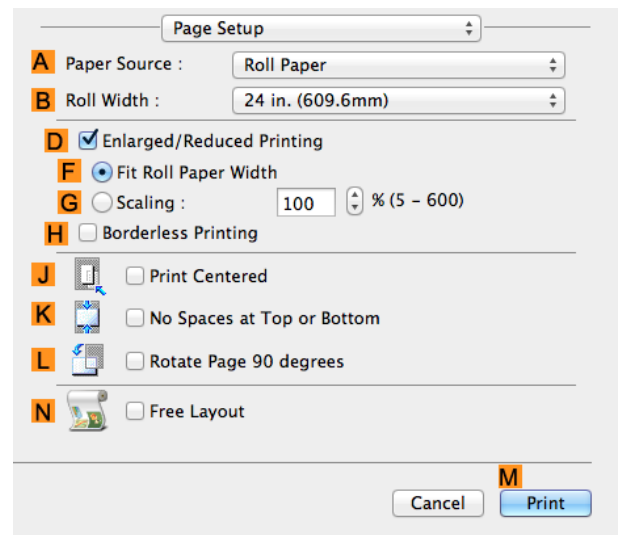 Page Setup
A Paper Source : Roll Paper
B Roll Width : 24 in. (609.6mm)
D Enlarged/Reduced Printing
F Fit Roll Paper Width
G Scaling : 100 % (5 – 600)
H Borderless Printing
J Print Centered
K No Spaces at Top or Bottom
L Rotate Page 90 degrees
N Free Layout
M
Cancel Print